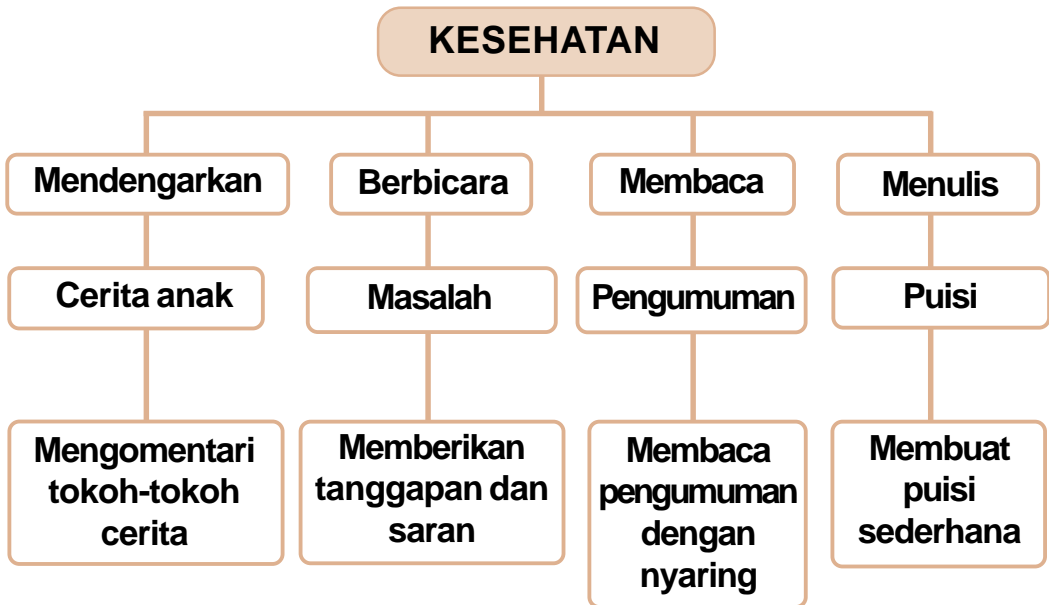 KESEHATAN
Mendengarkan
Berbicara
Membaca
Menulis
Cerita anak
Masalah
Pengumuman
Puisi
Mengomentari
tokoh-tokoh
cerita
Memberikan
tanggapan dan
saran
Membaca
pengumuman
dengan
nyaring
Membuat
puisi
sederhana